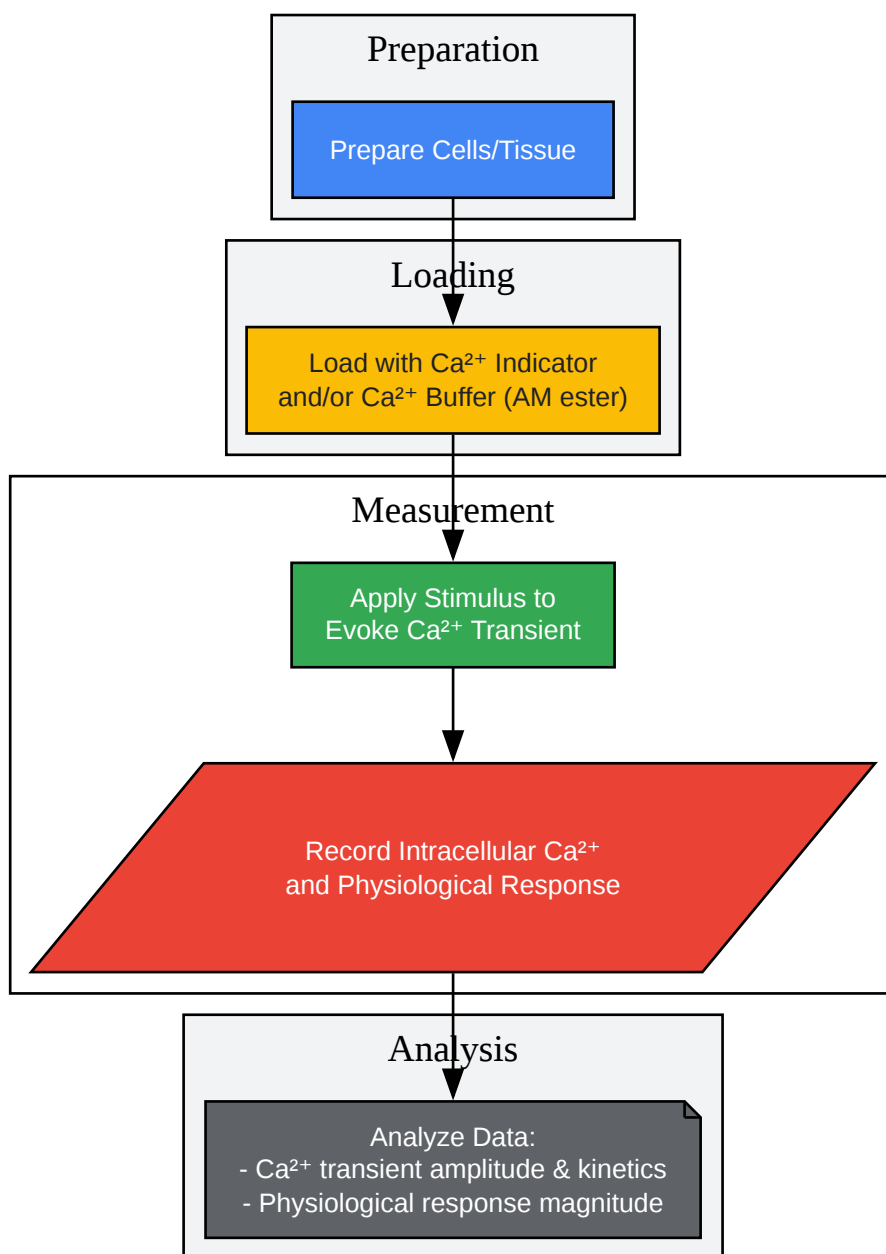 Preparation
Prepare Cells/Tissue
Loading
Load with Ca²⁺ Indicator
and/or Ca²⁺ Buffer (AM ester)
Measurement
Apply Stimulus to
Evoke Ca²⁺ Transient
Record Intracellular Ca²⁺
and Physiological Response
Analysis
Analyze Data:
- Ca²⁺ transient amplitude & kinetics
- Physiological response magnitude